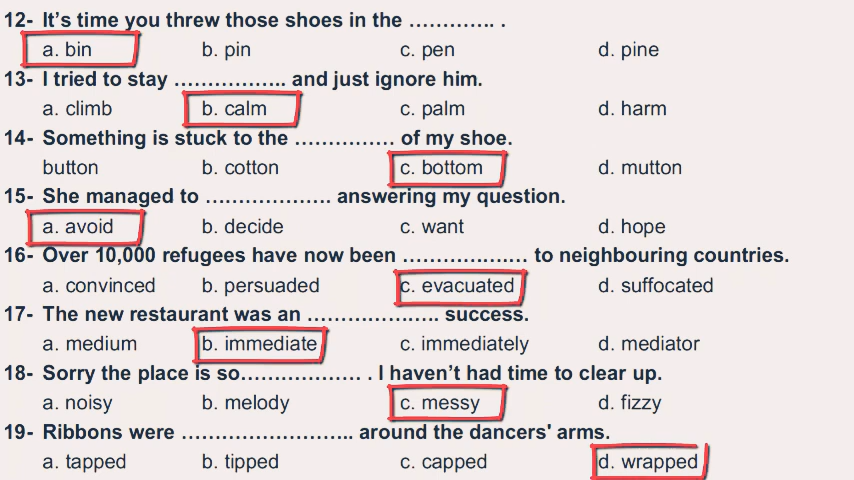 12- It's time you threw those shoes in the ............. .
a. bin b. pin c. pen d. pine
13- I tried to stay ................ and just ignore him.
a. climb b. calm c. palm d. harm
14- Something is stuck to the ............... of my shoe.
button b. cotton c. bottom d. mutton
15- She managed to ................... answering my question.
a. avoid b. decide c. want d. hope
16- Over 10,000 refugees have now been ................... to neighbouring countries.
a. convinced b. persuaded c. evacuated d. suffocated
17- The new restaurant was an .................... success.
a. medium b. immediate c. immediately d. mediator
18- Sorry the place is so.................. . I haven't had time to clear up.
a. noisy b. melody c. messy d. fizzy
19- Ribbons were .......................... around the dancers' arms.
a. tapped b. tipped c. capped d. wrapped